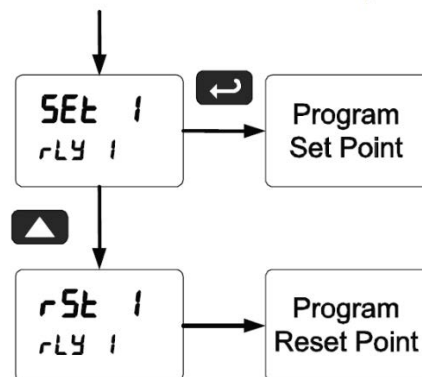 SEt 1
rLY 1
Program
Set Point
rSt 1
rLY 1
Program
Reset Point